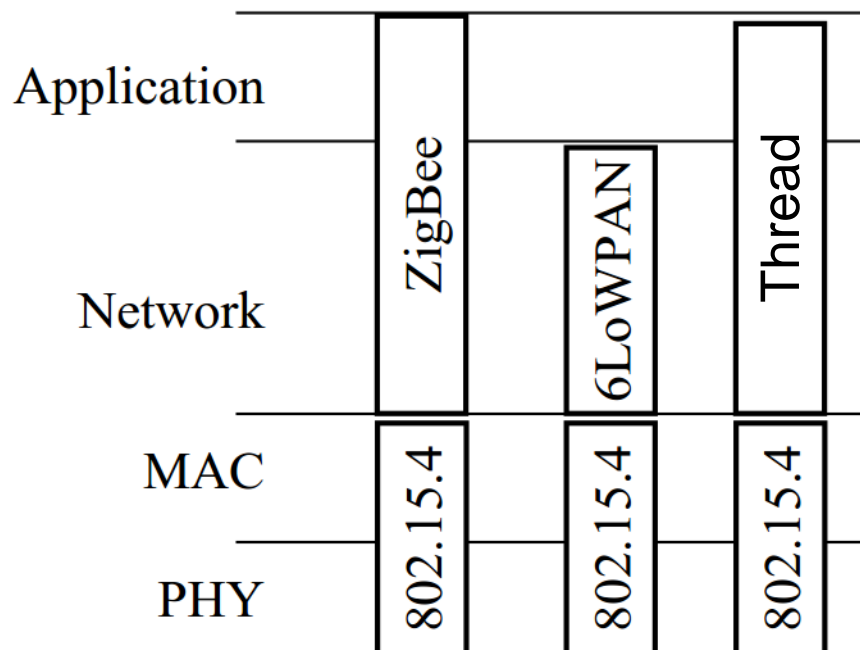 Application
Network
MAC
PHY
ZigBee
802.15.4
6LoWPAN
802.15.4
Thread
802.15.4